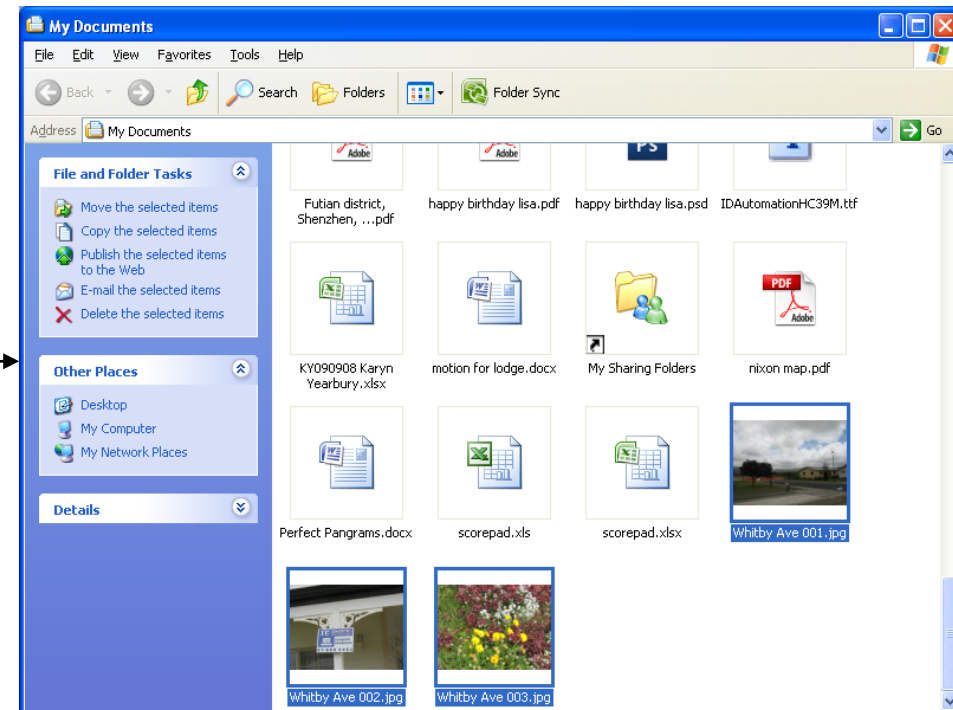 My Documents
File Edit View Favorites Tools Help
Back Search Folders Folder Sync
Address My Documents Go
File and Folder Tasks
Move the selected items
Copy the selected items
Publish the selected items
to the Web
E-mail the selected items
Delete the selected items
Other Places
Desktop
My Computer
My Network Places
Details
Adobe Adobe PS
Futian district,
Shenzhen, ...pdf
happy birthday lisa.pdf
happy birthday lisa.psd
IDAutomationHC39M.ttf
PDF
Adobe
KY090908 Karyn
Yearbury.xlsx
motion for lodge.docx
My Sharing Folders
nixon map.pdf
Perfect Pangrams.docx
scorepad.xls
scorepad.xlsx
Whitby Ave 001.jpg
Whitby Ave 002.jpg
Whitby Ave 003.jpg